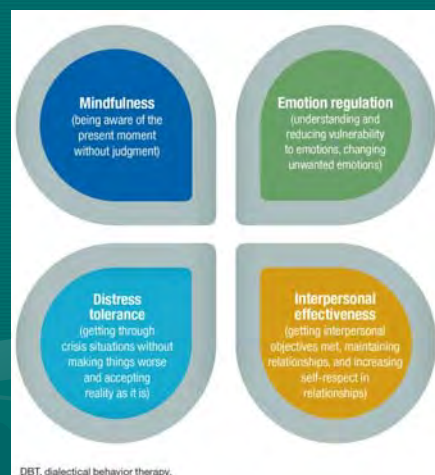 Mindfulness
(being aware of the
present moment
without judgment)
Emotion regulation
(understanding and
reducing vulnerability
to emotions, changing
unwanted emotions)
Distress
tolerance
(getting through
crisis situations without
making things worse
and accepting
reality as it is)
Interpersonal
effectiveness
(getting interpersonal
objectives met, maintaining
relationships, and increasing
self-respect in
relationships)
DBT, dialectical behavior therapy.